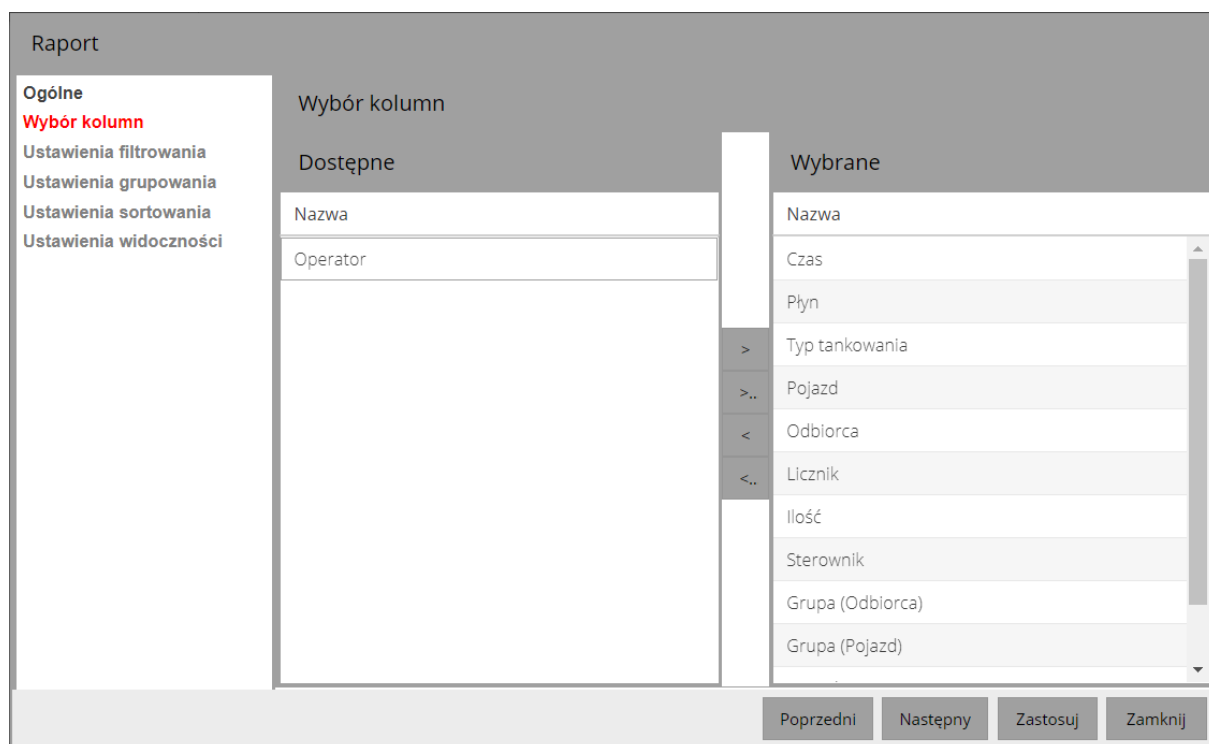 Raport
Ogólne
Wybór kolumn
Ustawienia filtrowania
Ustawienia grupowania
Ustawienia sortowania
Ustawienia widoczności
Wybór kolumn
Dostępne
Nazwa
Operator
>
>..
<
<..
Wybrane
Nazwa
Czas
Płyn
Typ tankowania
Pojazd
Odbiorca
Licznik
Ilość
Sterownik
Grupa (Odbiorca)
Grupa (Pojazd)
Poprzedni
Następny
Zastosuj
Zamknij